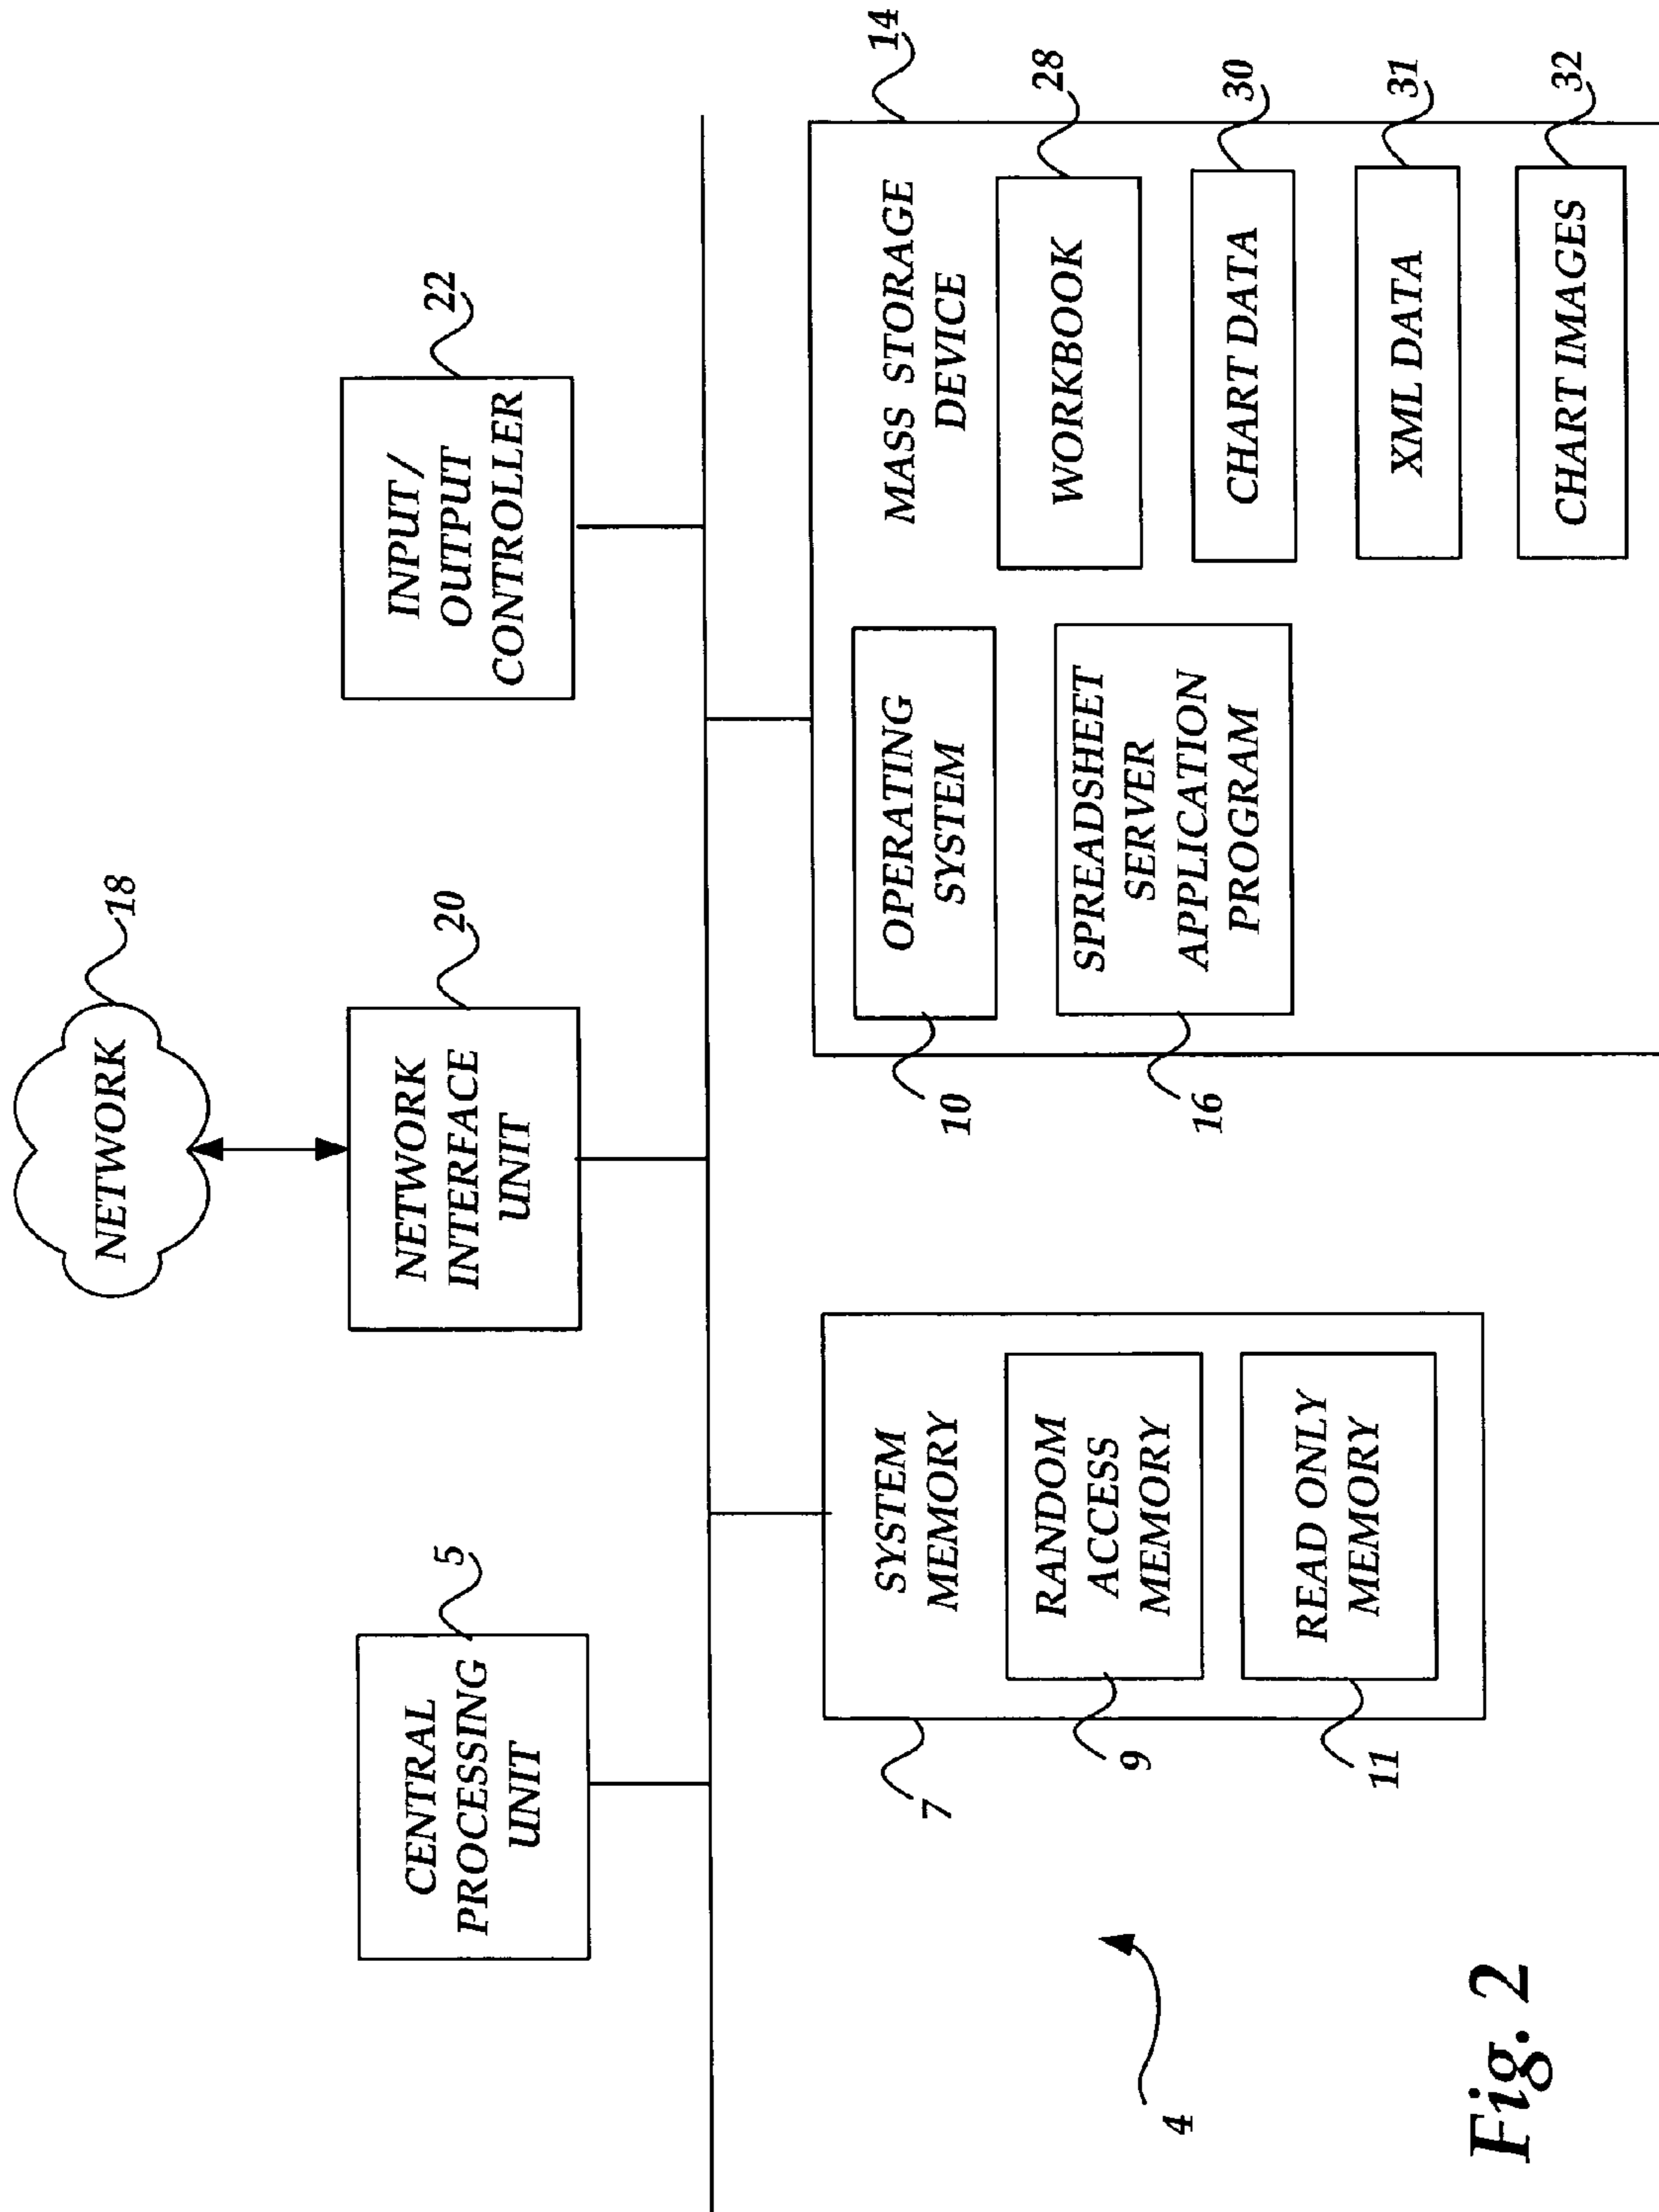 NETWORK
18
CENTRAL
PROCESSING
UNIT
5
NETWORK
INTERFACE
UNIT
20
INPUT/
OUTPUT
CONTROLLER
22
SYSTEM
MEMORY
7
RANDOM
ACCESS
MEMORY
9
READ ONLY
MEMORY
11
MASS STORAGE
DEVICE
14
OPERATING
SYSTEM
10
SPREADSHEET
SERVER
APPLICATION
PROGRAM
16
WORKBOOK
28
CHART DATA
30
XML DATA
31
CHART IMAGES
32
4
Fig. 2